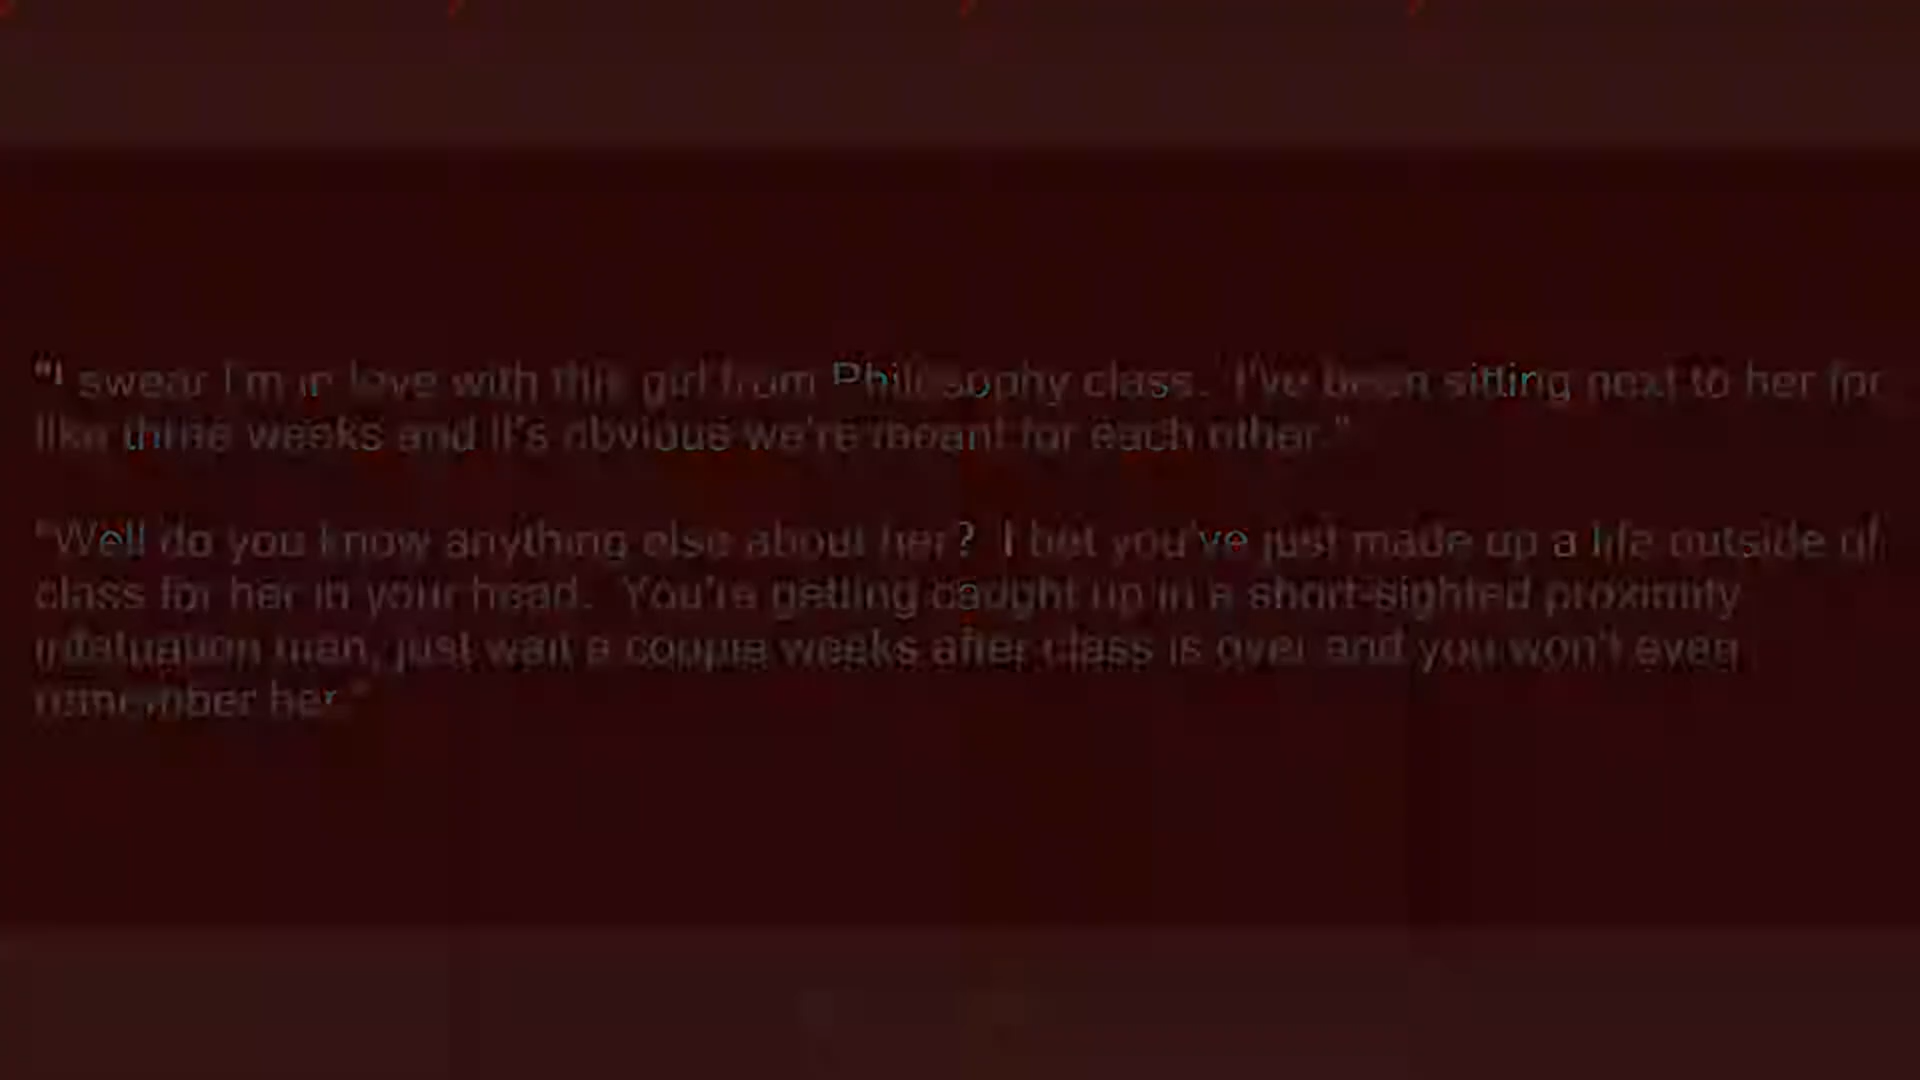 "I swear I'm in love with this girl from Philosophy class.  I've been sitting next to her for
like three weeks and it's obvious we're meant for each other."
"Well do you know anything else about her?  I bet you've just made up a life outside of
class for her in your head.  You're getting caught up in a short-sighted proximity
infatuation man, just wait a couple weeks after class is over and you won't even
remember her."